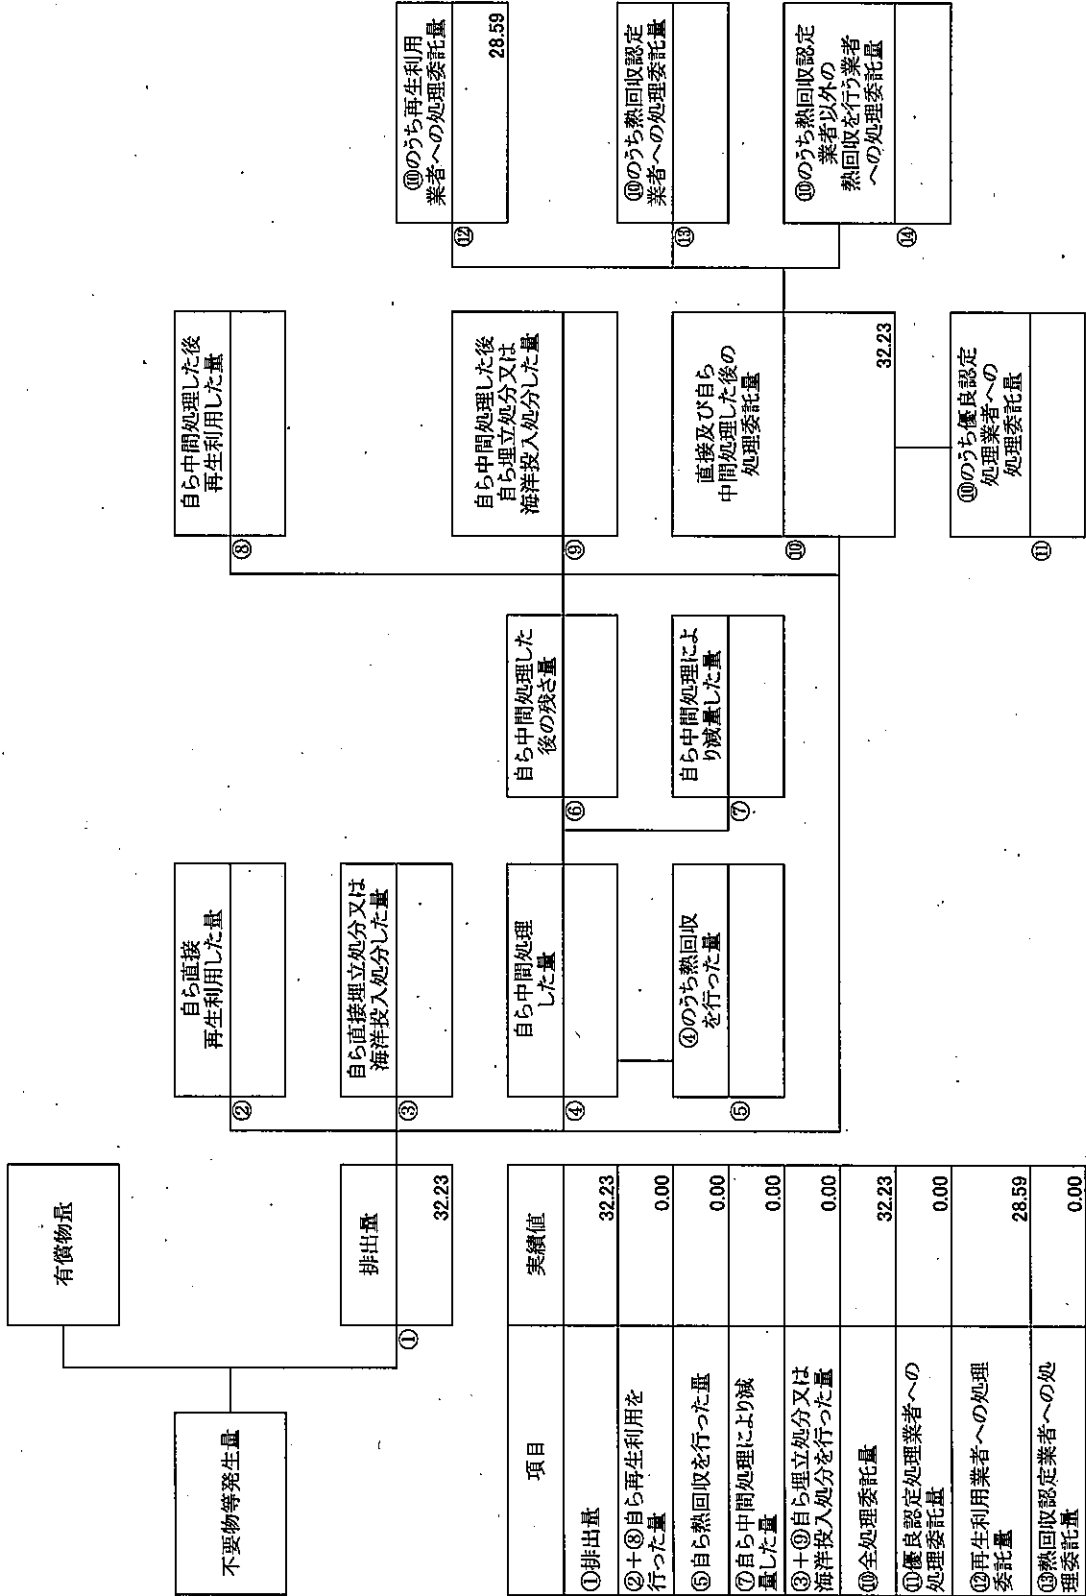 有償物量
不要物等発生量
排出量
①
32.23
自ら直接
再生利用した量
②
自ら直接埋立処分又は
海洋投入処分した量
③
自ら中間処理
した量
④
④のうち熱回収
を行った量
⑤
自ら中間処理した
後の残さ量
⑥
自ら中間処理によ
り減量した量
⑦
自ら中間処理した後
再生利用した量
⑧
自ら中間処理した後
自ら埋立処分又は
海洋投入処分した量
⑨
直接及び自ら
中間処理した後の
処理委託量
⑩
32.23
⑩のうち優良認定
処理業者への
処理委託量
⑪
⑩のうち再生利用
業者への処理委託量
⑫
28.59
⑩のうち熱回収認定
業者への処理委託量
⑬
⑩のうち熱回収認定
業者以外の
熱回収を行う業者
への処理委託量
⑭
項目
実績値
①排出量
32.23
②+⑧自ら再生利用を
行った量
0.00
⑤自ら熱回収を行った量
0.00
⑦自ら中間処理により減
量した量
0.00
③+⑨自ら埋立処分又は
海洋投入処分を行った量
0.00
⑩全処理委託量
32.23
⑪優良認定処理業者への
処理委託量
0.00
⑫再生利用業者への処理
委託量
28.59
⑬熱回収認定業者への処
理委託量
0.00